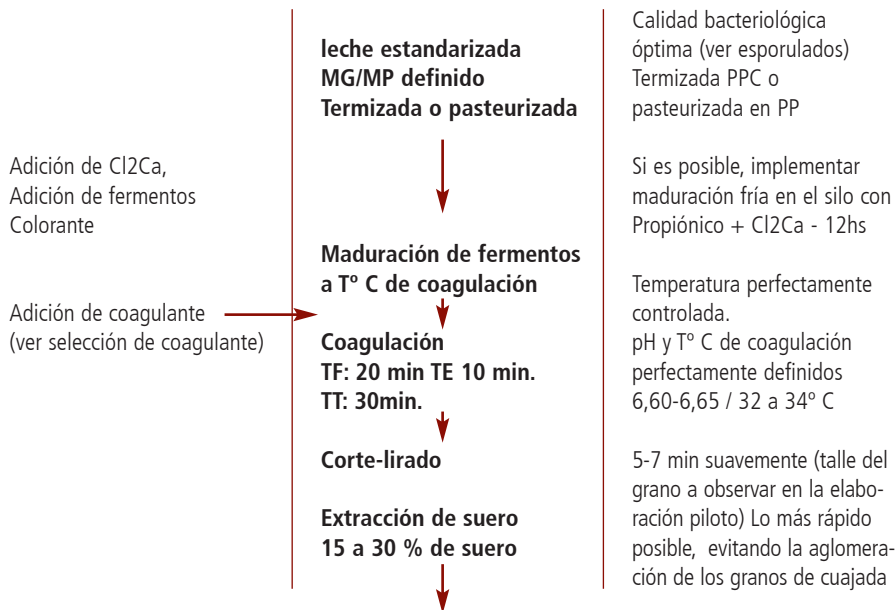 leche estandarizada
MG/MP definido
Termizada o pasteurizada
Calidad bacteriológica
óptima (ver esporulados)
Termizada PPC o
pasteurizada en PP
Adición de Cl2Ca,
Adición de fermentos
Colorante
Si es posible, implementar
maduración fría en el silo con
Propiónico + Cl2Ca - 12hs
Maduración de fermentos
a Tº C de coagulación
Adición de coagulante
(ver selección de coagulante)
Coagulación
TF: 20 min TE 10 min.
TT: 30min.
Temperatura perfectamente
controlada.
pH y Tº C de coagulación
perfectamente definidos
6,60-6,65 / 32 a 34º C
Corte-lirado
Extracción de suero
15 a 30 % de suero
5-7 min suavemente (talle del
grano a observar en la elabo-
ración piloto) Lo más rápido
posible, evitando la aglomera-
ción de los granos de cuajada